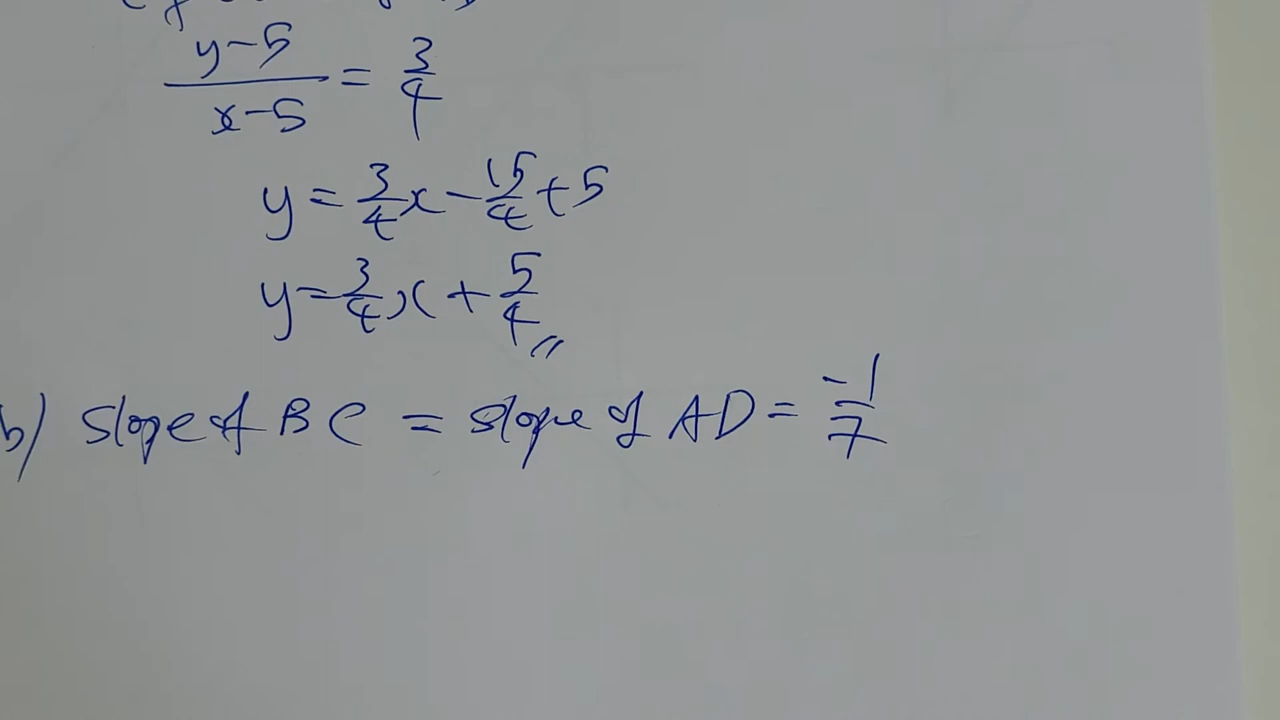 y-5
x-5 = 3/4
y = 3/4 x - 15/4 + 5
y = 3/4 x + 5/4 //
b) Slope of BC = slope of AD = -1/7